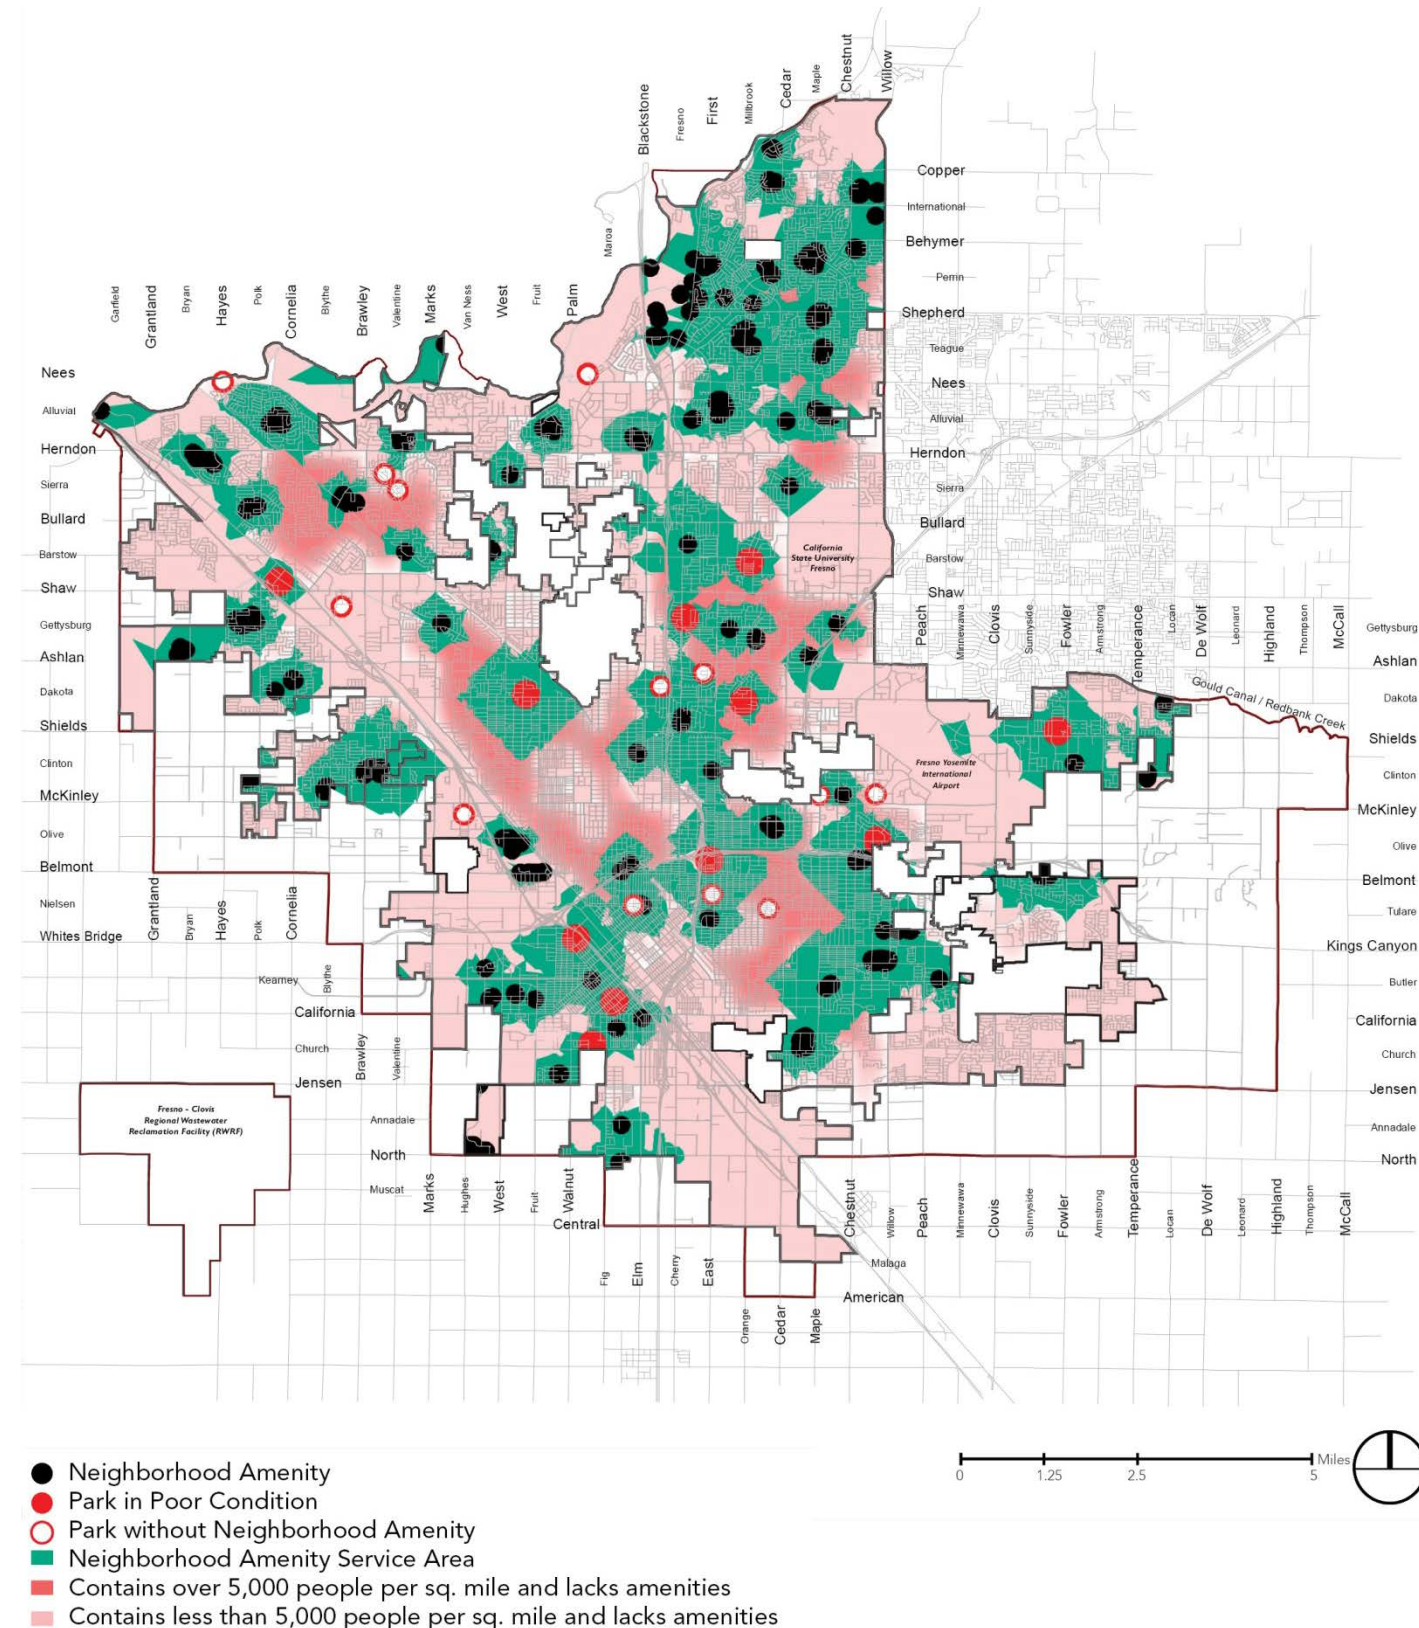 Chestnut
Willow
Maple
Cedar
Millbrook
First
Fresno
Blackstone
Copper
International
Behymer
Perrin
Shepherd
Teague
Nees
Alluvial
Herndon
Sierra
Bullard
Barstow
Shaw
Maroa
Palm
Fruit
West
Van Ness
Marks
Valentine
Brawley
Blythe
Cornelia
Polk
Hayes
Bryan
Grantland
Garfield
Nees
Alluvial
Herndon
Sierra
Bullard
Barstow
Shaw
Gettysburg
Ashlan
Dakota
Shields
Clinton
McKinley
Olive
Belmont
Nielsen
Whites Bridge
California
State University
Fresno
Peach
Minnewawa
Clovis
Sunnyside
Fowler
Armstrong
Temperance
Locan
De Wolf
Leonard
Highland
Thompson
McCall
Gettysburg
Ashlan
Dakota
Gould Canal / Redbank Creek
Shields
Clinton
McKinley
Olive
Belmont
Tulare
Kings Canyon
Butler
California
Church
Jensen
Annadale
North
Fresno Yosemite
International
Airport
Grantland
Bryan
Hayes
Polk
Cornelia
Blythe
Kearney
California
Church
Jensen
Brawley
Valentine
Annadale
North
Muscat
Fresno - Clovis
Regional Wastewater
Reclamation Facility (RWRF)
Marks
Hughes
West
Fruit
Walnut
Central
Fig
Elm
Cherry
East
Orange
Cedar
Maple
Chestnut
Willow
Peach
Minnewawa
Clovis
Sunnyside
Fowler
Armstrong
Temperance
Locan
De Wolf
Leonard
Highland
Thompson
McCall
Malaga
American
Neighborhood Amenity
Park in Poor Condition
Park without Neighborhood Amenity
Neighborhood Amenity Service Area
Contains over 5,000 people per sq. mile and lacks amenities
Contains less than 5,000 people per sq. mile and lacks amenities
Miles
0 1.25 2.5 5